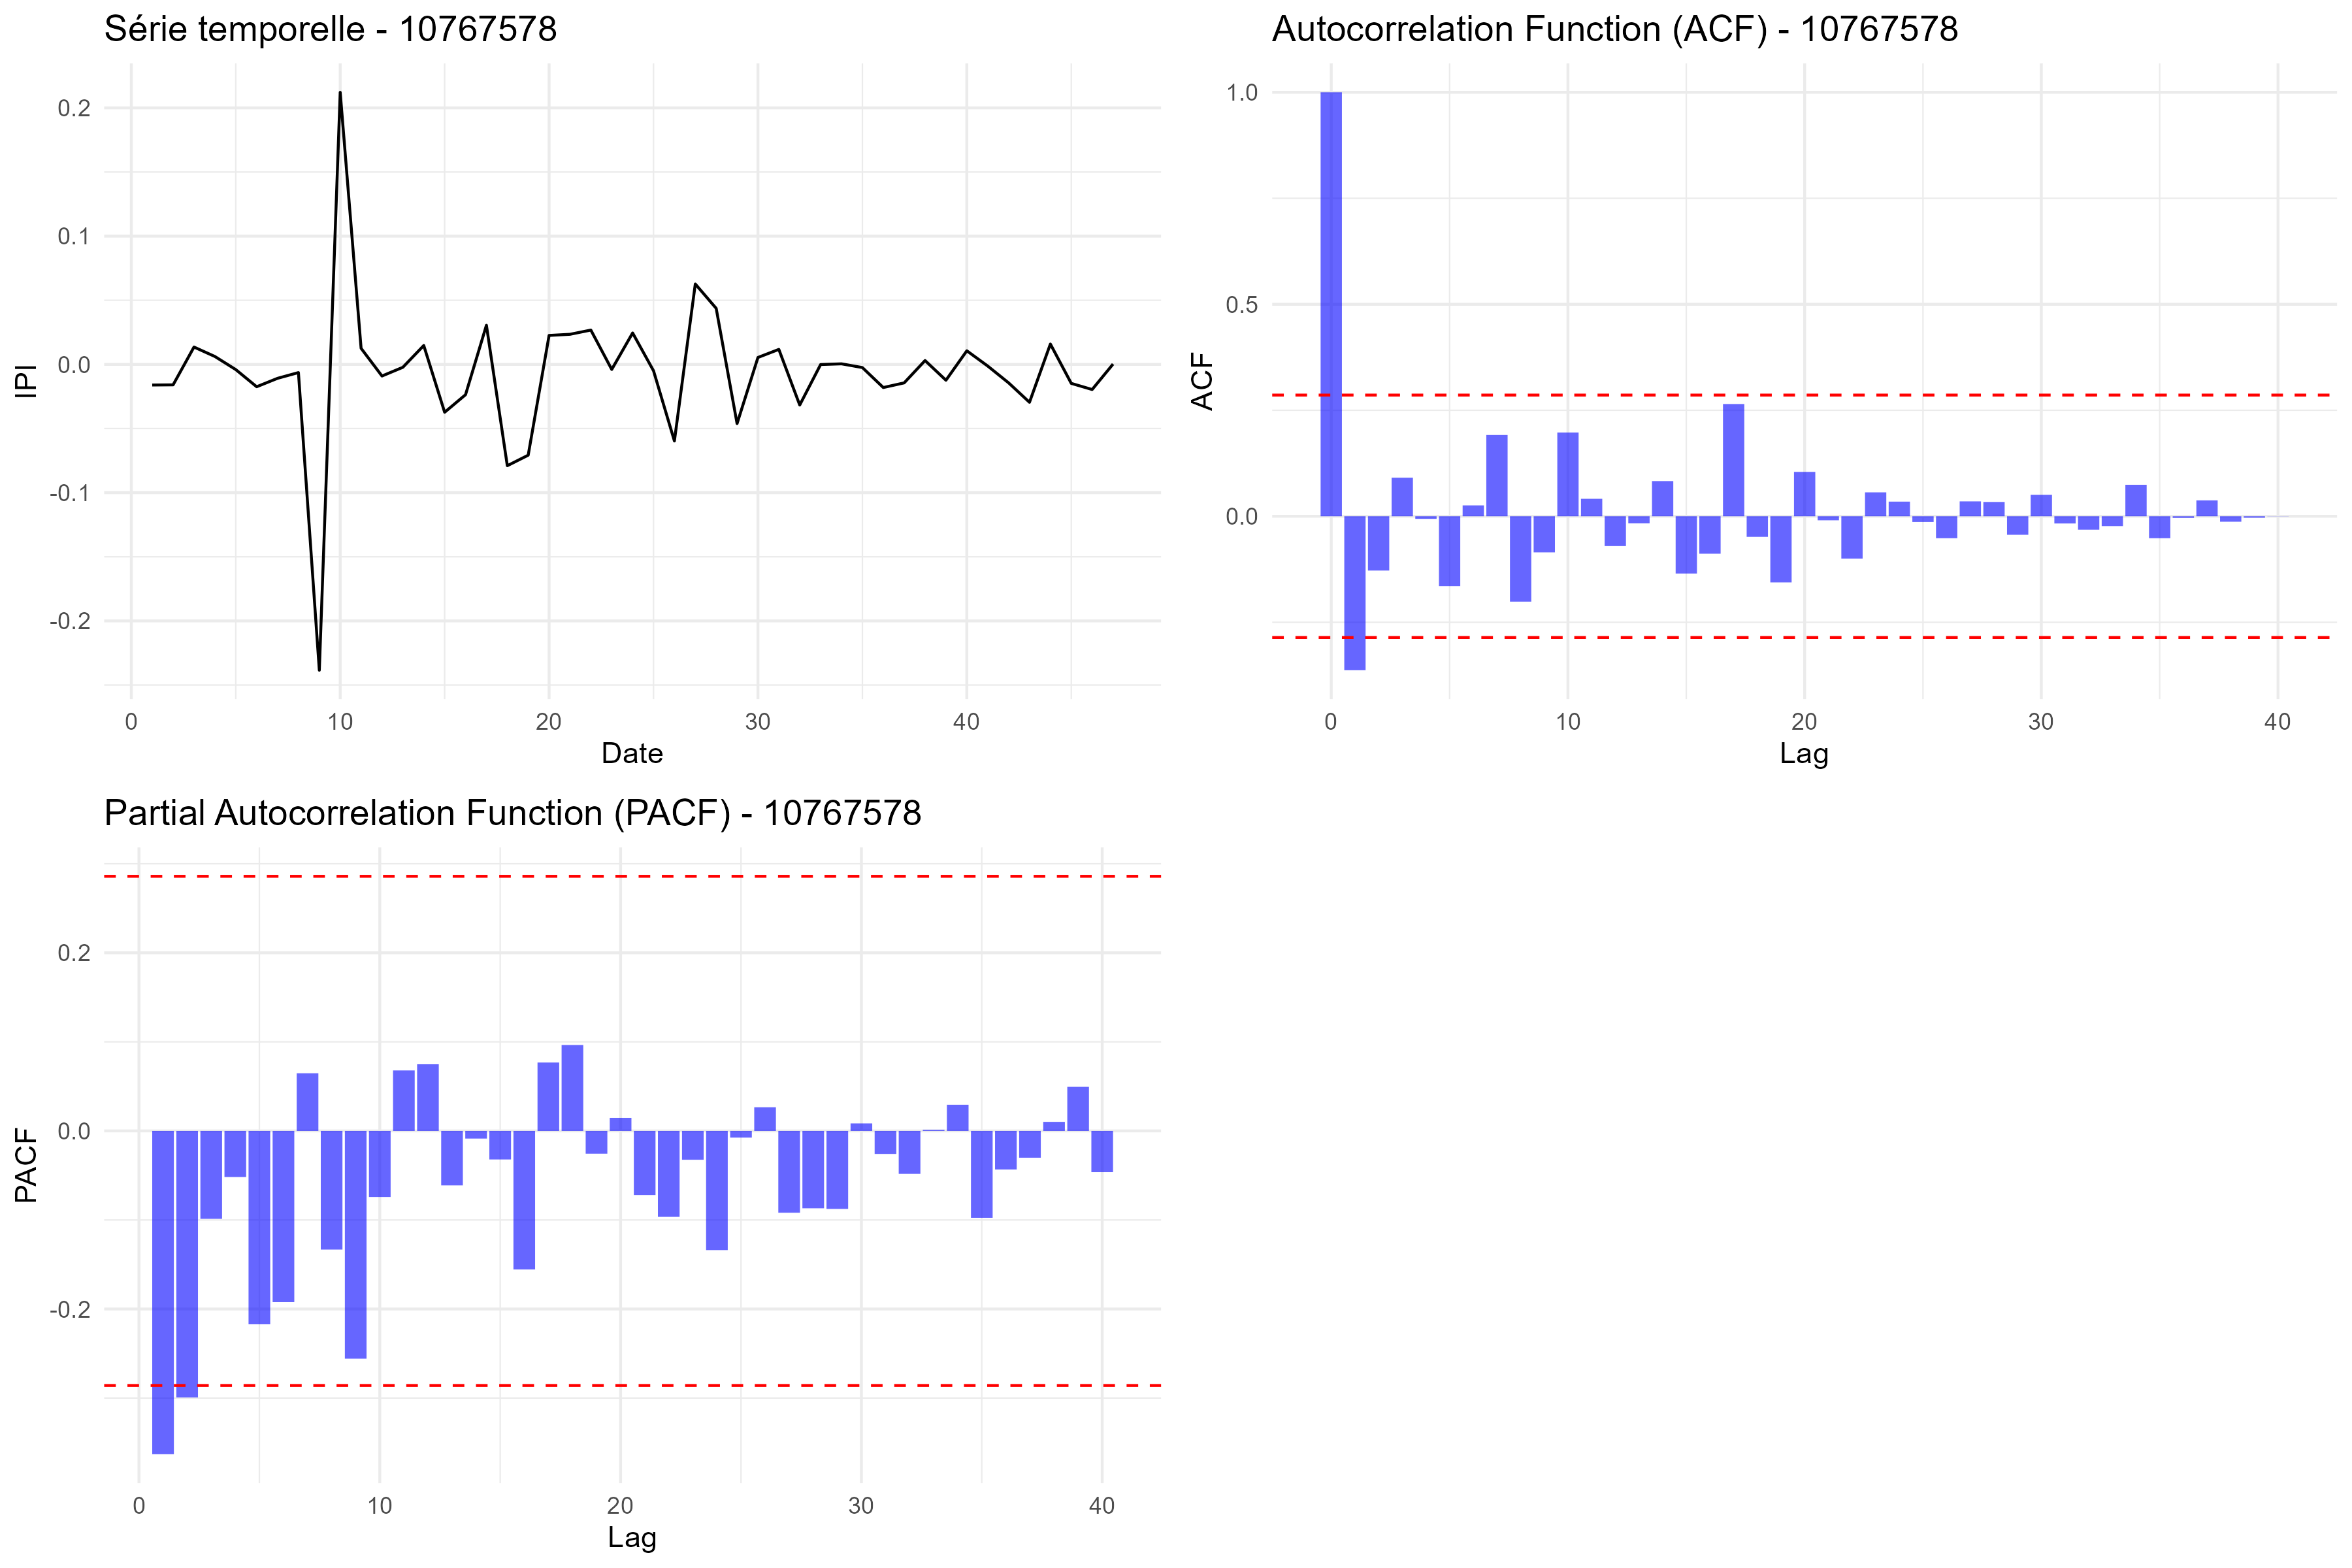 Série temporelle - 10767578
0.2
0.1
0.0
-0.1
-0.2
IPI
0 10 20 30 40
Date
Autocorrelation Function (ACF) - 10767578
1.0
0.5
0.0
ACF
0 10 20 30 40
Lag
Partial Autocorrelation Function (PACF) - 10767578
0.2
0.0
-0.2
PACF
0 10 20 30 40
Lag